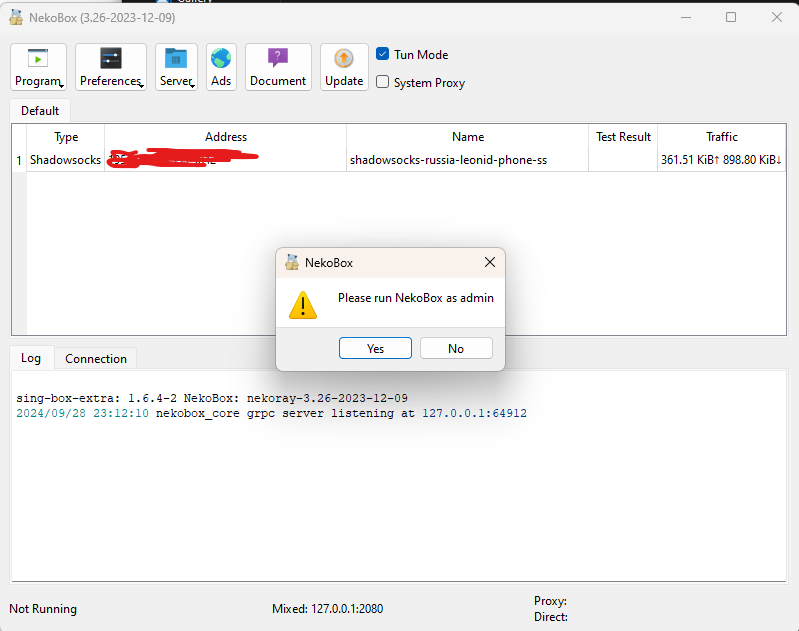 NekoBox (3.26-2023-12-09)
Program Preferences Server Ads Document Update
Tun Mode
System Proxy
Default
Type Address Name Test Result Traffic
1 Shadowsocks shadowsocks-russia-leonid-phone-ss 361.51 KiB↑ 898.80 KiB↓
NekoBox
Please run NekoBox as admin
Yes No
Log Connection
sing-box-extra: 1.6.4-2 NekoBox: nekoray-3.26-2023-12-09
2024/09/28 23:12:10 nekobox_core grpc server listening at 127.0.0.1:64912
Not Running Mixed: 127.0.0.1:2080
Proxy:
Direct: